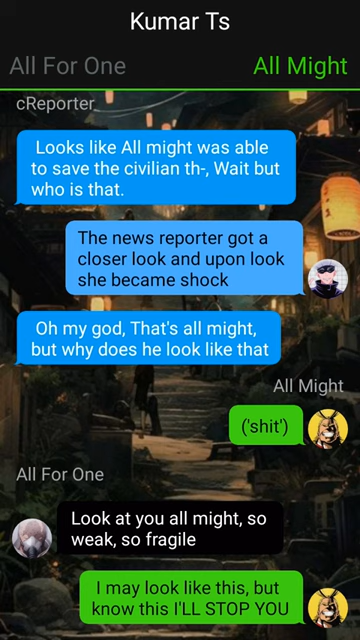 Kumar Ts
All For One
All Might
cReporter
Looks like All might was able
to save the civilian th-, Wait but
who is that.
The news reporter got a
closer look and upon look
she became shock
Oh my god, That's all might,
but why does he look like that
All Might
('shit')
All For One
Look at you all might, so
weak, so fragile
I may look like this, but
know this I'LL STOP YOU